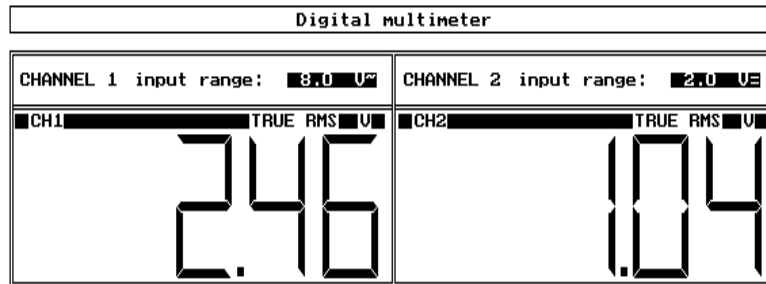 Digital multimeter
CHANNEL 1 input range: 8.0 V~
CHANNEL 2 input range: 2.0 V=
CH1 TRUE RMS V
CH2 TRUE RMS V
2.46
1.04